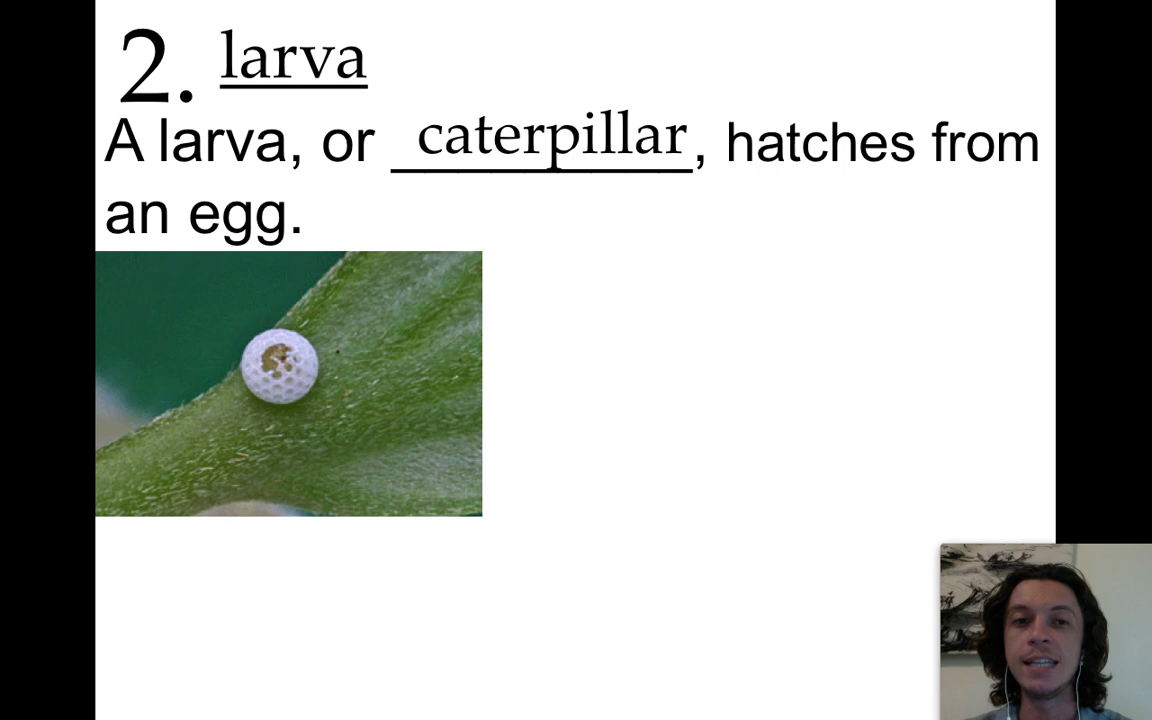 2. larva
A larva, or caterpillar, hatches from
an egg.